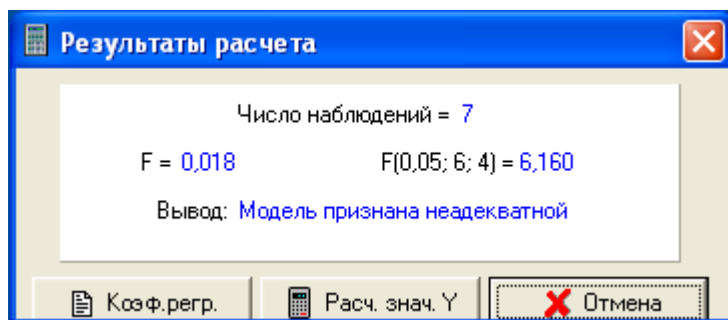 Результаты расчета
Число наблюдений = 7
F = 0,018 F(0,05; 6; 4) = 6,160
Вывод: Модель признана неадекватной
Коэф.регр. Расч. знач. Y Отмена